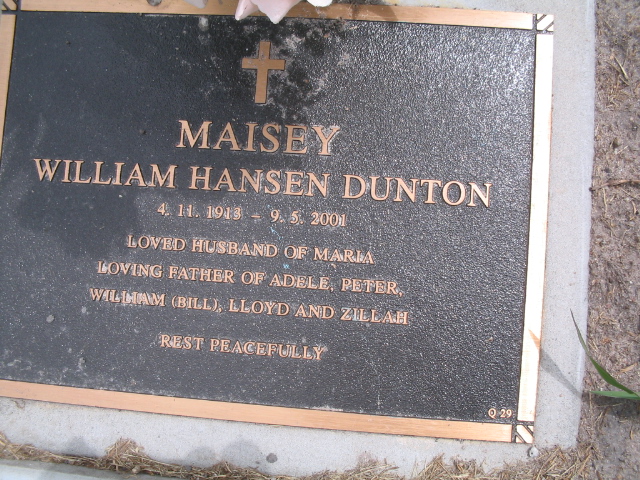 MAISEY
WILLIAM HANSEN DUNTON
4. 11. 1913 - 9. 5. 2001
LOVED HUSBAND OF MARIA
LOVING FATHER OF ADELE, PETER,
WILLIAM (BILL), LLOYD AND ZILLAH
REST PEACEFULLY
Q 29